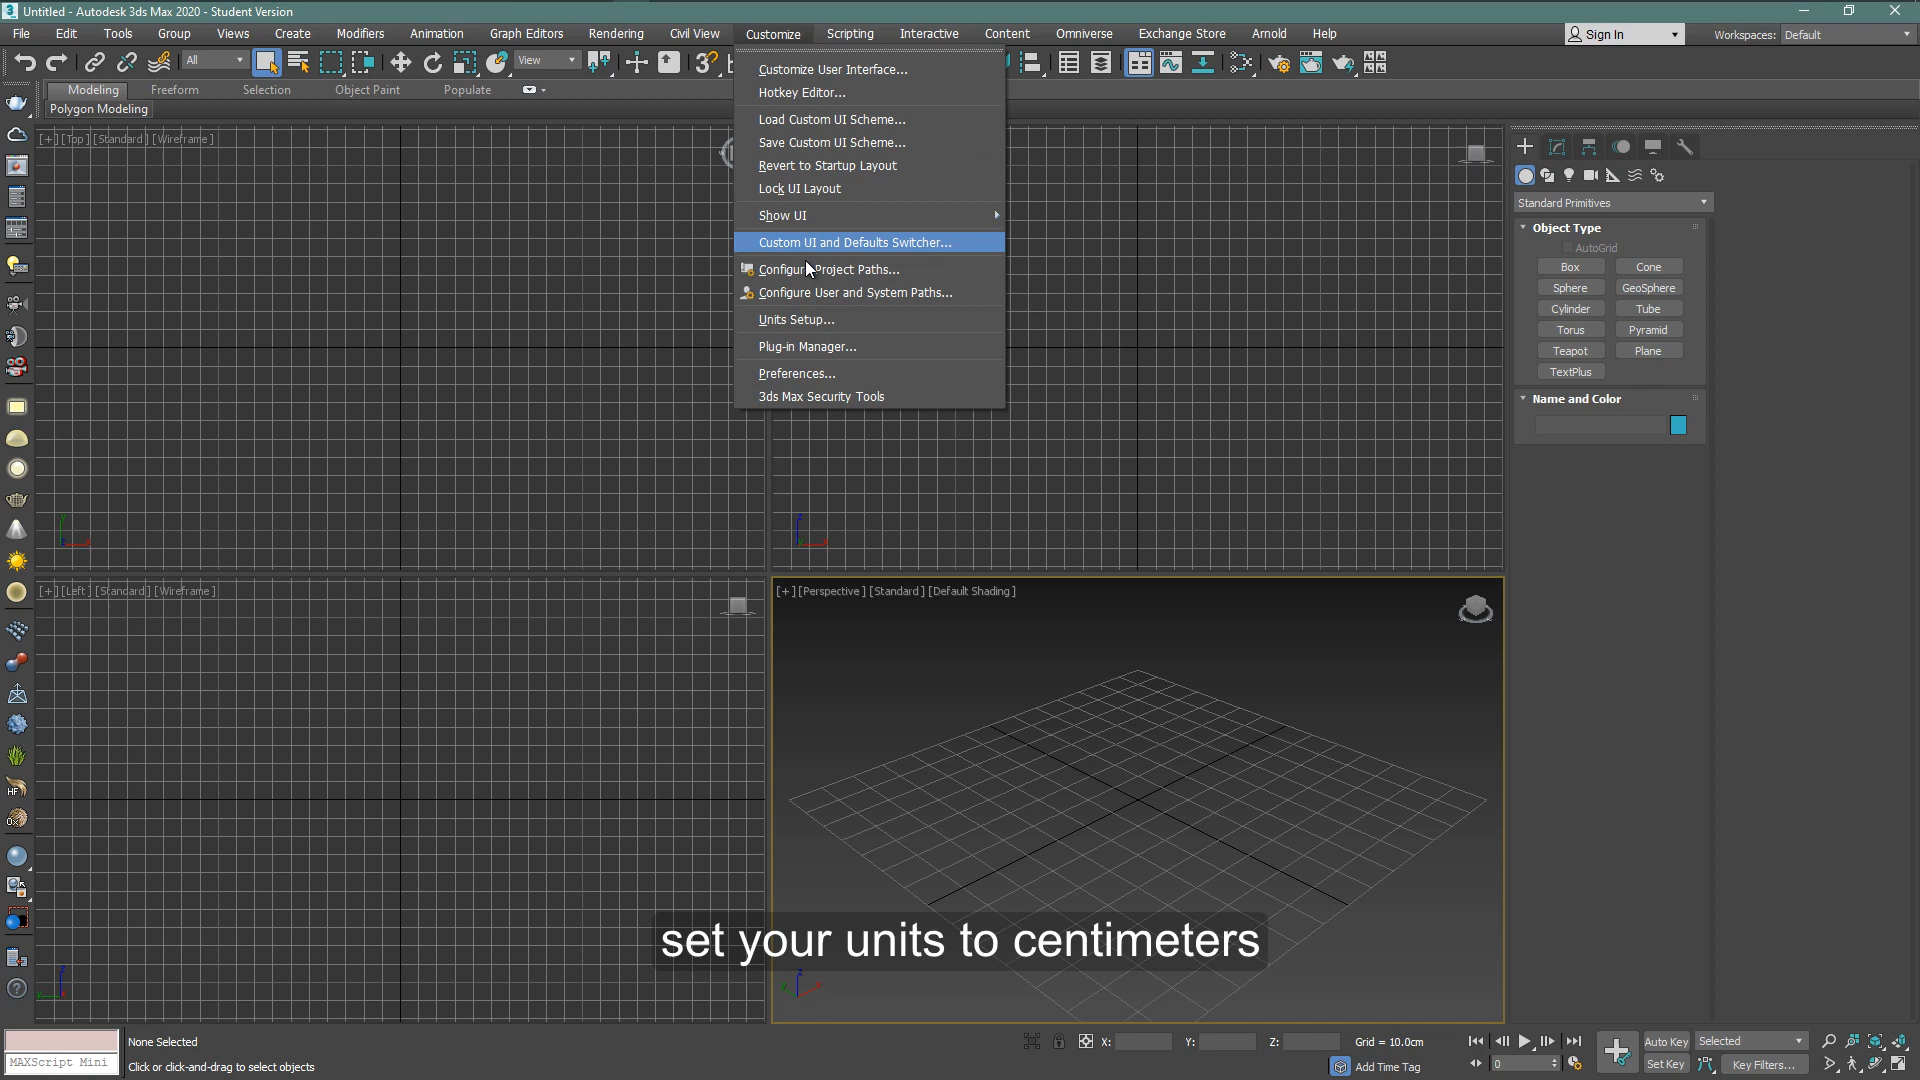 Untitled - Autodesk 3ds Max 2020 - Student Version
File Edit Tools Group Views Create Modifiers Animation Graph Editors Rendering Civil View Customize Scripting Interactive Content Omniverse Exchange Store Arnold Help Sign In Workspaces: Default
All View
Modeling Freeform Selection Object Paint Populate
Polygon Modeling
Customize User Interface...
Hotkey Editor...
Load Custom UI Scheme...
Save Custom UI Scheme...
Revert to Startup Layout
Lock UI Layout
Show UI
Custom UI and Defaults Switcher...
Configure Project Paths...
Configure User and System Paths...
Units Setup...
Plug-in Manager...
Preferences...
3ds Max Security Tools
[+] [Top] [Standard] [Wireframe]
Standard Primitives
Object Type
AutoGrid
Box Cone
Sphere GeoSphere
Cylinder Tube
Torus Pyramid
Teapot Plane
TextPlus
Name and Color
[+] [Left] [Standard] [Wireframe]
[+] [Perspective] [Standard] [Default Shading]
set your units to centimeters
None Selected
MAXScript Mini
Click or click-and-drag to select objects
X: Y: Z: Grid = 10.0cm
Add Time Tag
0
Auto Key Selected
Set Key Key Filters...